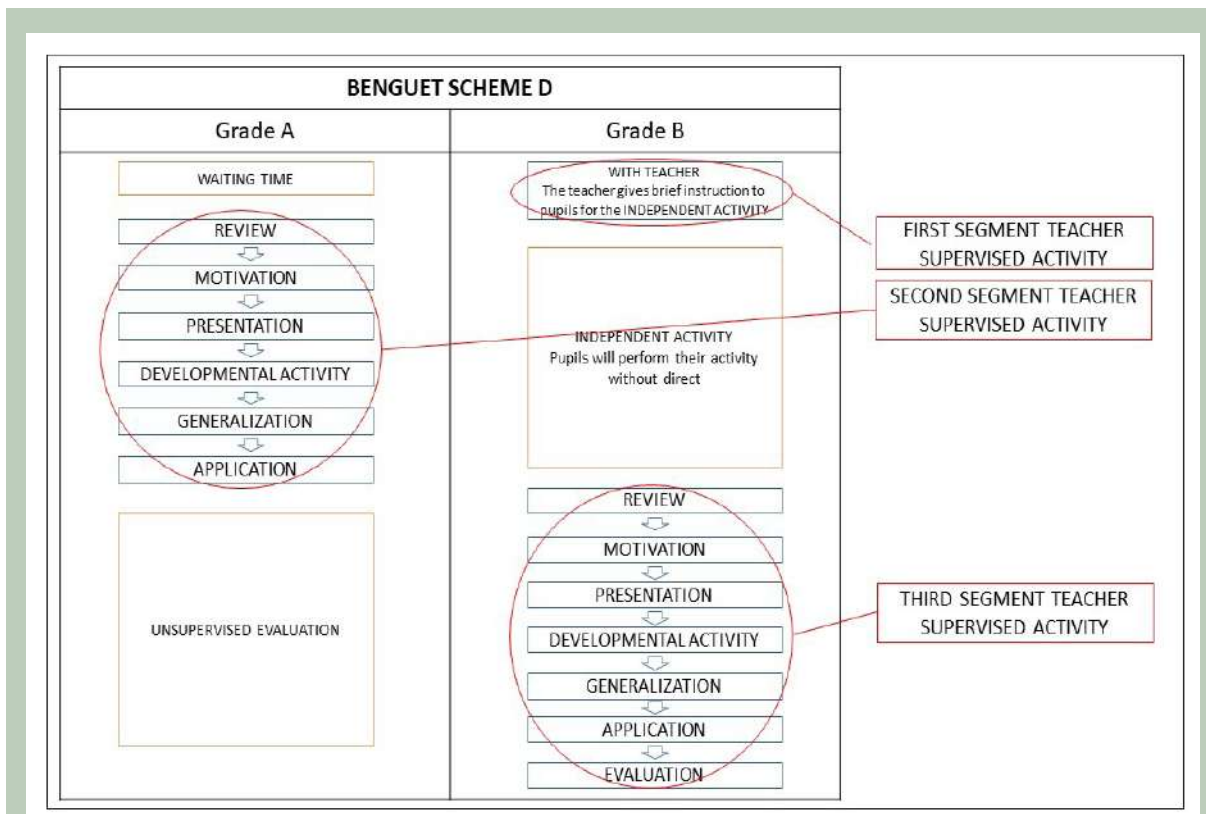 BENGUET SCHEME D
Grade A
Grade B
WAITING TIME
REVIEW
MOTIVATION
PRESENTATION
DEVELOPMENTAL ACTIVITY
GENERALIZATION
APPLICATION
UNSUPERVISED EVALUATION
WITH TEACHER
The teacher gives brief instruction to
pupils for the INDEPENDENT ACTIVITY
INDEPENDENT ACTIVITY
Pupils will perform their activity
without direct
REVIEW
MOTIVATION
PRESENTATION
DEVELOPMENTAL ACTIVITY
GENERALIZATION
APPLICATION
EVALUATION
FIRST SEGMENT TEACHER
SUPERVISED ACTIVITY
SECOND SEGMENT TEACHER
SUPERVISED ACTIVITY
THIRD SEGMENT TEACHER
SUPERVISED ACTIVITY